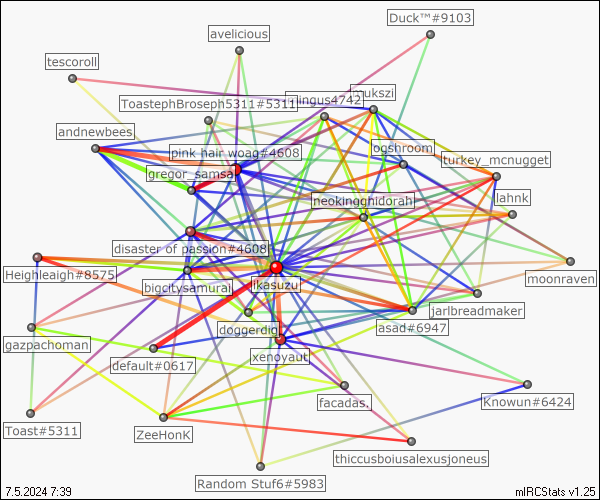 Duck™#9103
avelicious
tescoroll
ToastephBroseph5311#5311
lingus4742
mukszi
andnewbees
ogshroom
pink hair woag#4608
turkey_mcnugget
gregor_samsa
neokingghidorah
lahnk
disaster of passion#4608
Heighleaigh#8575
bigcitysamurai
ikasuzu
moonraven
jarlbreadmaker
doggerdig
asad#6947
gazpachoman
default#0617
xenoyaut
facadas.
Knowun#6424
Toast#5311
ZeeHonK
thiccusboiusalexusjoneus
Random Stuf6#5983
7.5.2024 7:39
mIRCStats v1.25